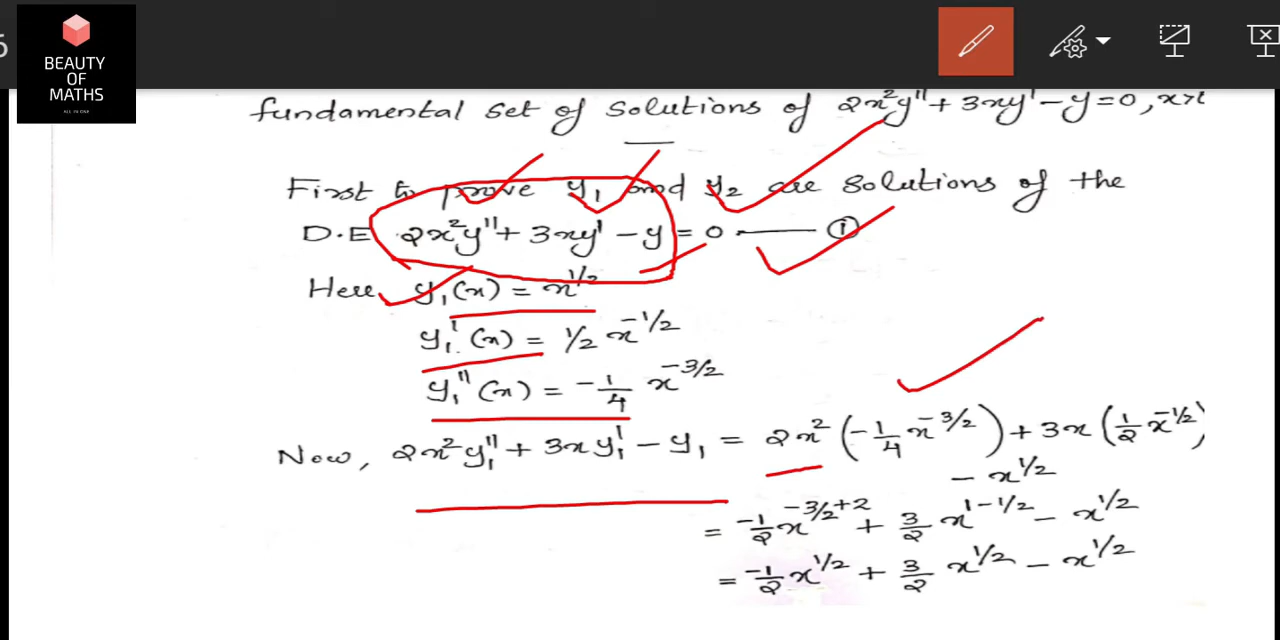 6
BEAUTY
OF
MATHS
ALL IN ONE
fundamental set of solutions of 2x²y'' + 3xy' - y = 0, x>
First to prove y₁ and y₂ are solutions of the
D.E 2x²y'' + 3xy' - y = 0 —— ①
Here, y₁(x) = x^{1/2}
y₁'(x) = 1/2 x^{-1/2}
y₁''(x) = -1/4 x^{-3/2}
Now, 2x²y₁'' + 3xy₁' - y₁ = 2x² (-1/4 x^{-3/2}) + 3x (1/2 x^{-1/2})
- x^{1/2}
= -1/2 x^{-3/2+2} + 3/2 x^{1-1/2} - x^{1/2}
= -1/2 x^{1/2} + 3/2 x^{1/2} - x^{1/2}